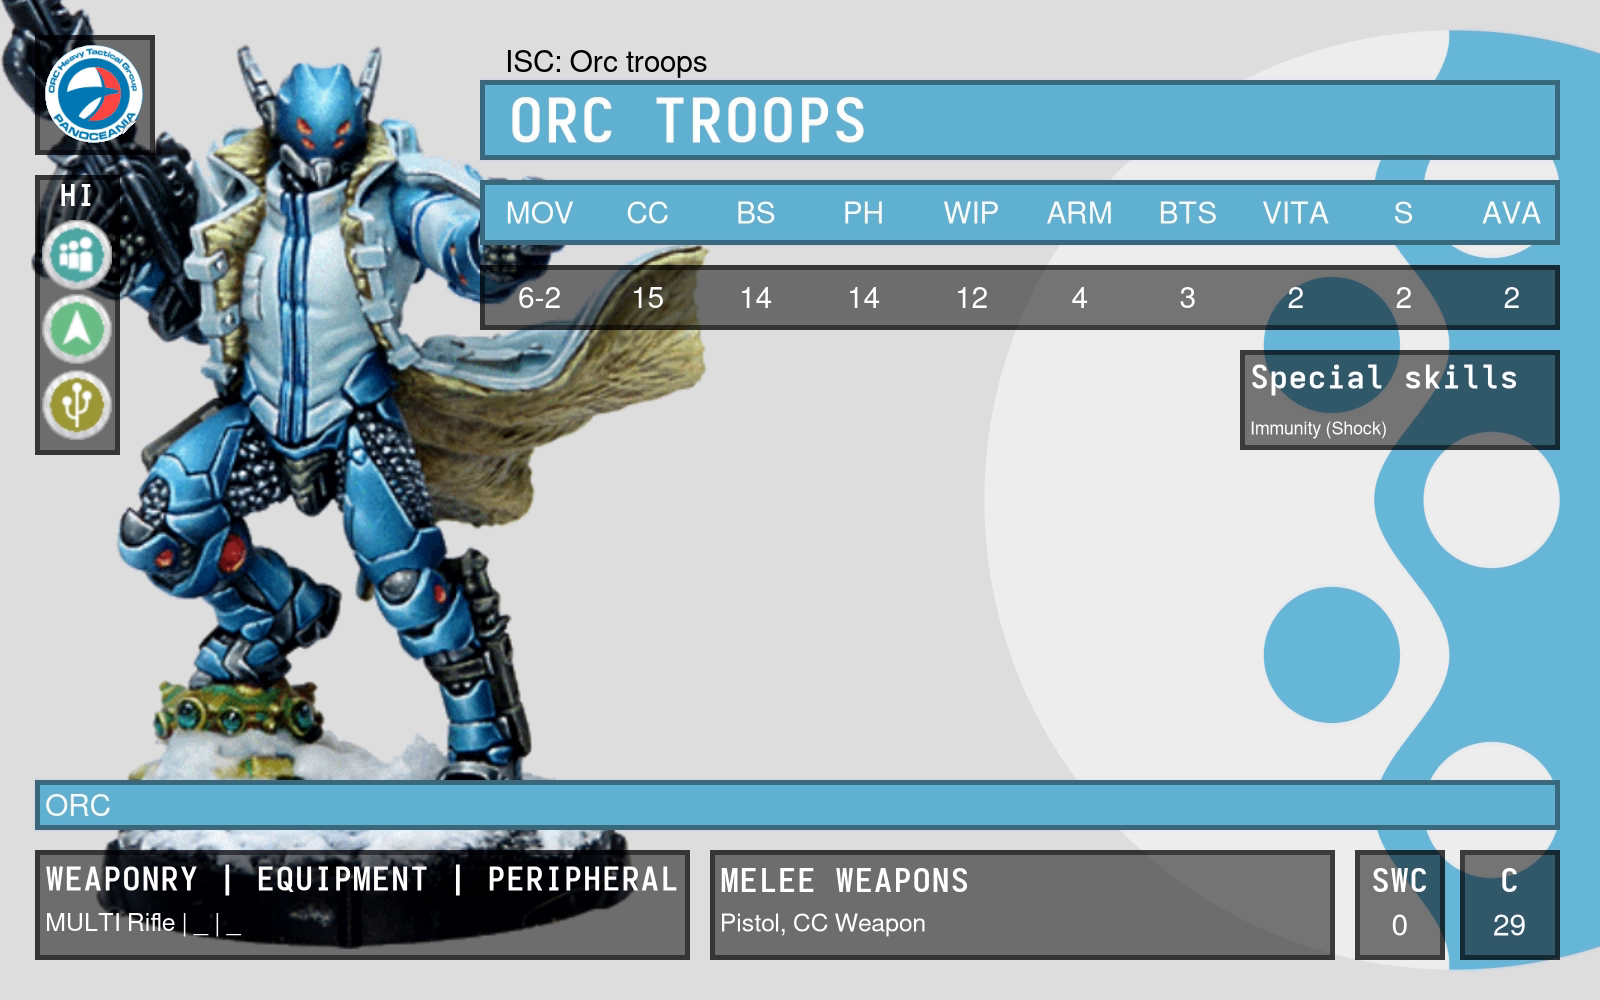 ISC: Orc troops
ORC TROOPS
ORC Heavy Tactical Group
PANOCEANIA
HI
MOV CC BS PH WIP ARM BTS VITA S AVA
6-2 15 14 14 12 4 3 2 2 2
Special skills
Immunity (Shock)
ORC
WEAPONRY | EQUIPMENT | PERIPHERAL
MULTI Rifle | _ | _
MELEE WEAPONS
Pistol, CC Weapon
SWC
0
C
29